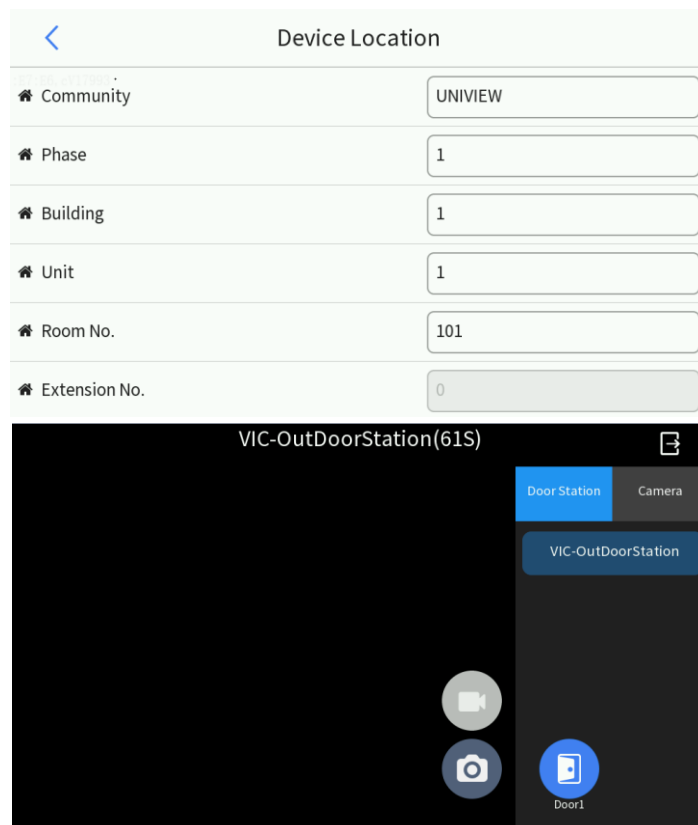 Device Location
Community
UNIVIEW
Phase
1
Building
1
Unit
1
Room No.
101
Extension No.
0
VIC-OutDoorStation(61S)
Door Station
Camera
VIC-OutDoorStation
Door1